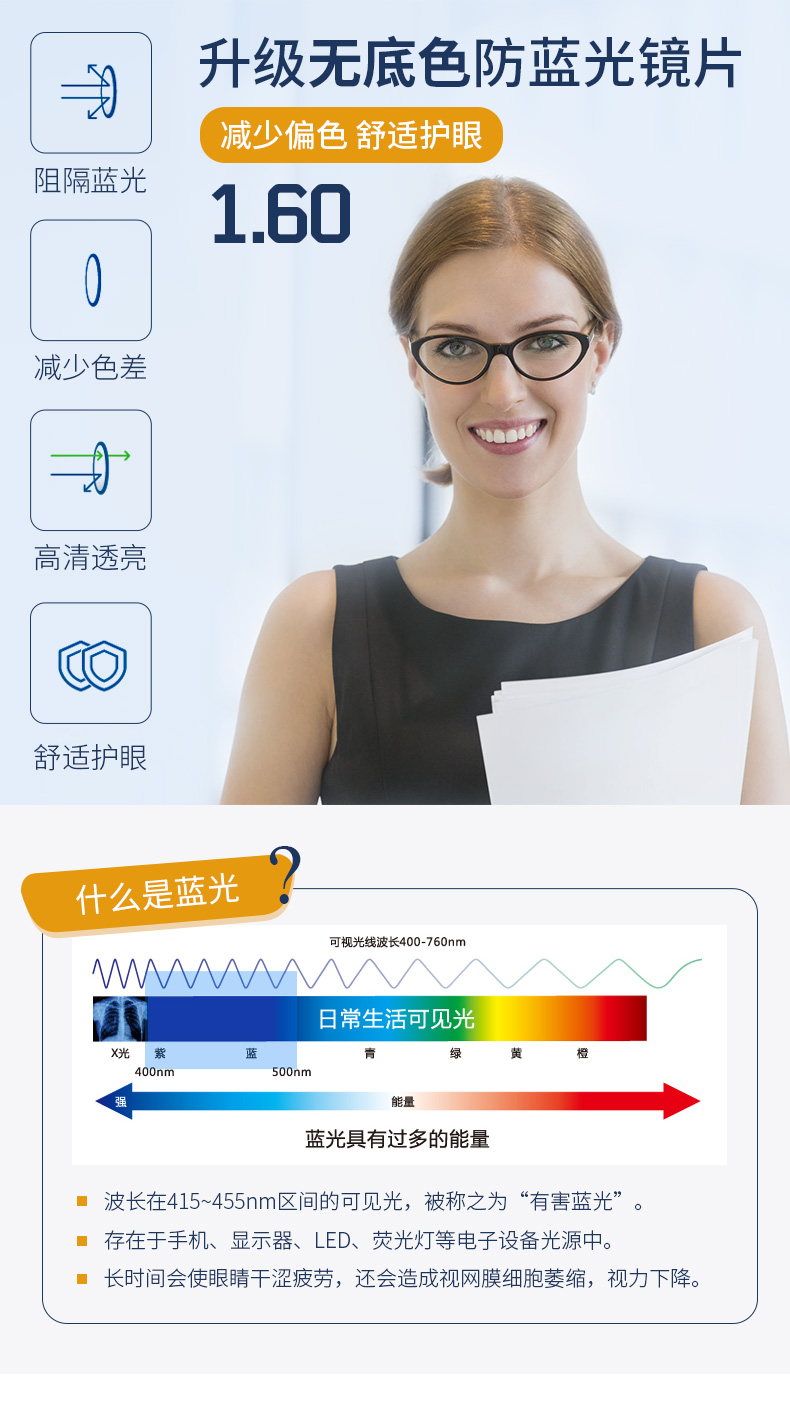 升级无底色防蓝光镜片
减少偏色 舒适护眼
1.60
阻隔蓝光
减少色差
高清透亮
舒适护眼
什么是蓝光?
可视光线波长400-760nm
日常生活可见光
X光 紫 蓝 青 绿 黄 橙
400nm 500nm
强 能量
蓝光具有过多的能量
波长在415~455nm区间的可见光，被称之为“有害蓝光”。
存在于手机、显示器、LED、荧光灯等电子设备光源中。
长时间会使眼睛干涩疲劳，还会造成视网膜细胞萎缩，视力下降。